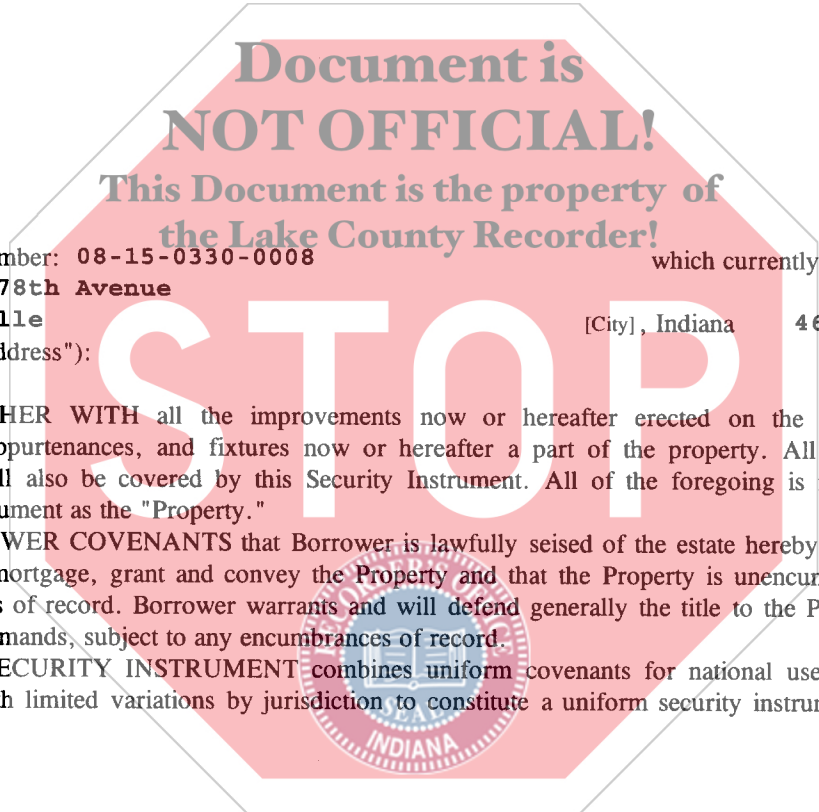 Document is
NOT OFFICIAL!
This Document is the property of
the Lake County Recorder!
mber: 08-15-0330-0008 which currently
78th Avenue
lle [City], Indiana 46
ddress"):
STOP
HER WITH all the improvements now or hereafter erected on the
ppurtenances, and fixtures now or hereafter a part of the property. All
ll also be covered by this Security Instrument. All of the foregoing is
ument as the "Property."
WER COVENANTS that Borrower is lawfully seised of the estate hereby
mortgage, grant and convey the Property and that the Property is unencum
s of record. Borrower warrants and will defend generally the title to the P
mands, subject to any encumbrances of record.
ECURITY INSTRUMENT combines uniform covenants for national use
h limited variations by jurisdiction to constitute a uniform security instru
RECORDER'S OFFICE
SEAL
INDIANA